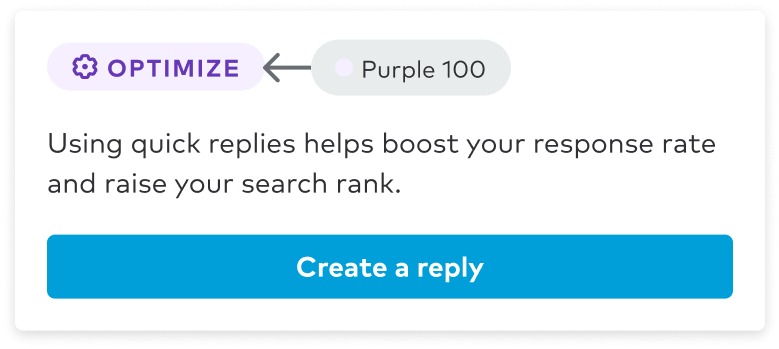 OPTIMIZE
Purple 100
Using quick replies helps boost your response rate
and raise your search rank.
Create a reply